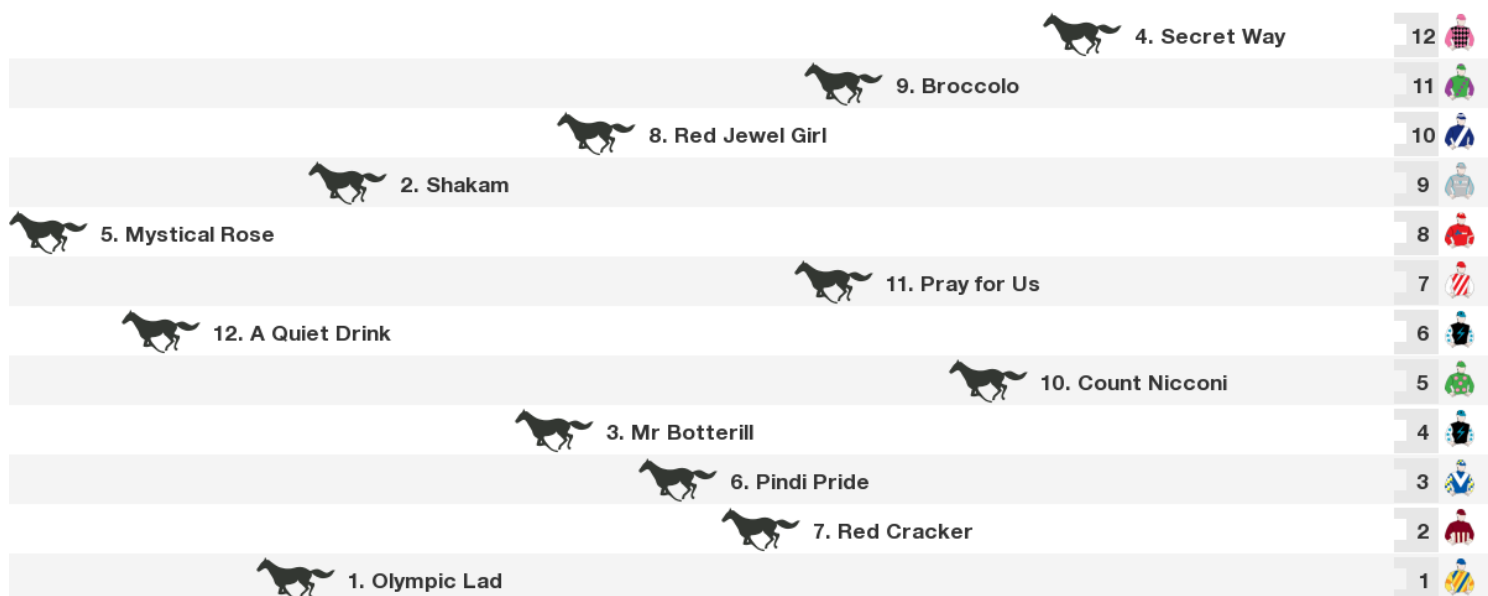 4. Secret Way 12
9. Broccolo 11
8. Red Jewel Girl 10
2. Shakam 9
5. Mystical Rose 8
11. Pray for Us 7
12. A Quiet Drink 6
10. Count Nicconi 5
3. Mr Botterill 4
6. Pindi Pride 3
7. Red Cracker 2
1. Olympic Lad 1